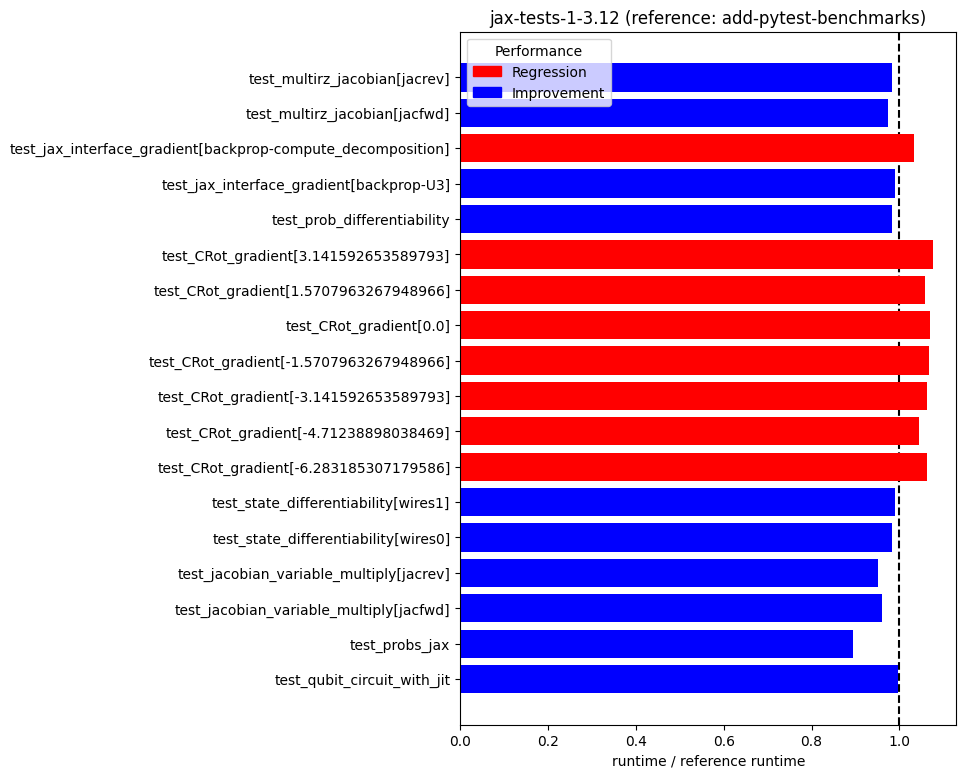 jax-tests-1-3.12 (reference: add-pytest-benchmarks)
Performance
Regression
Improvement
test_multirz_jacobian[jacrev]
test_multirz_jacobian[jacfwd]
test_jax_interface_gradient[backprop-compute_decomposition]
test_jax_interface_gradient[backprop-U3]
test_prob_differentiability
test_CRot_gradient[3.141592653589793]
test_CRot_gradient[1.5707963267948966]
test_CRot_gradient[0.0]
test_CRot_gradient[-1.5707963267948966]
test_CRot_gradient[-3.141592653589793]
test_CRot_gradient[-4.71238898038469]
test_CRot_gradient[-6.283185307179586]
test_state_differentiability[wires1]
test_state_differentiability[wires0]
test_jacobian_variable_multiply[jacrev]
test_jacobian_variable_multiply[jacfwd]
test_probs_jax
test_qubit_circuit_with_jit
0.0 0.2 0.4 0.6 0.8 1.0
runtime / reference runtime